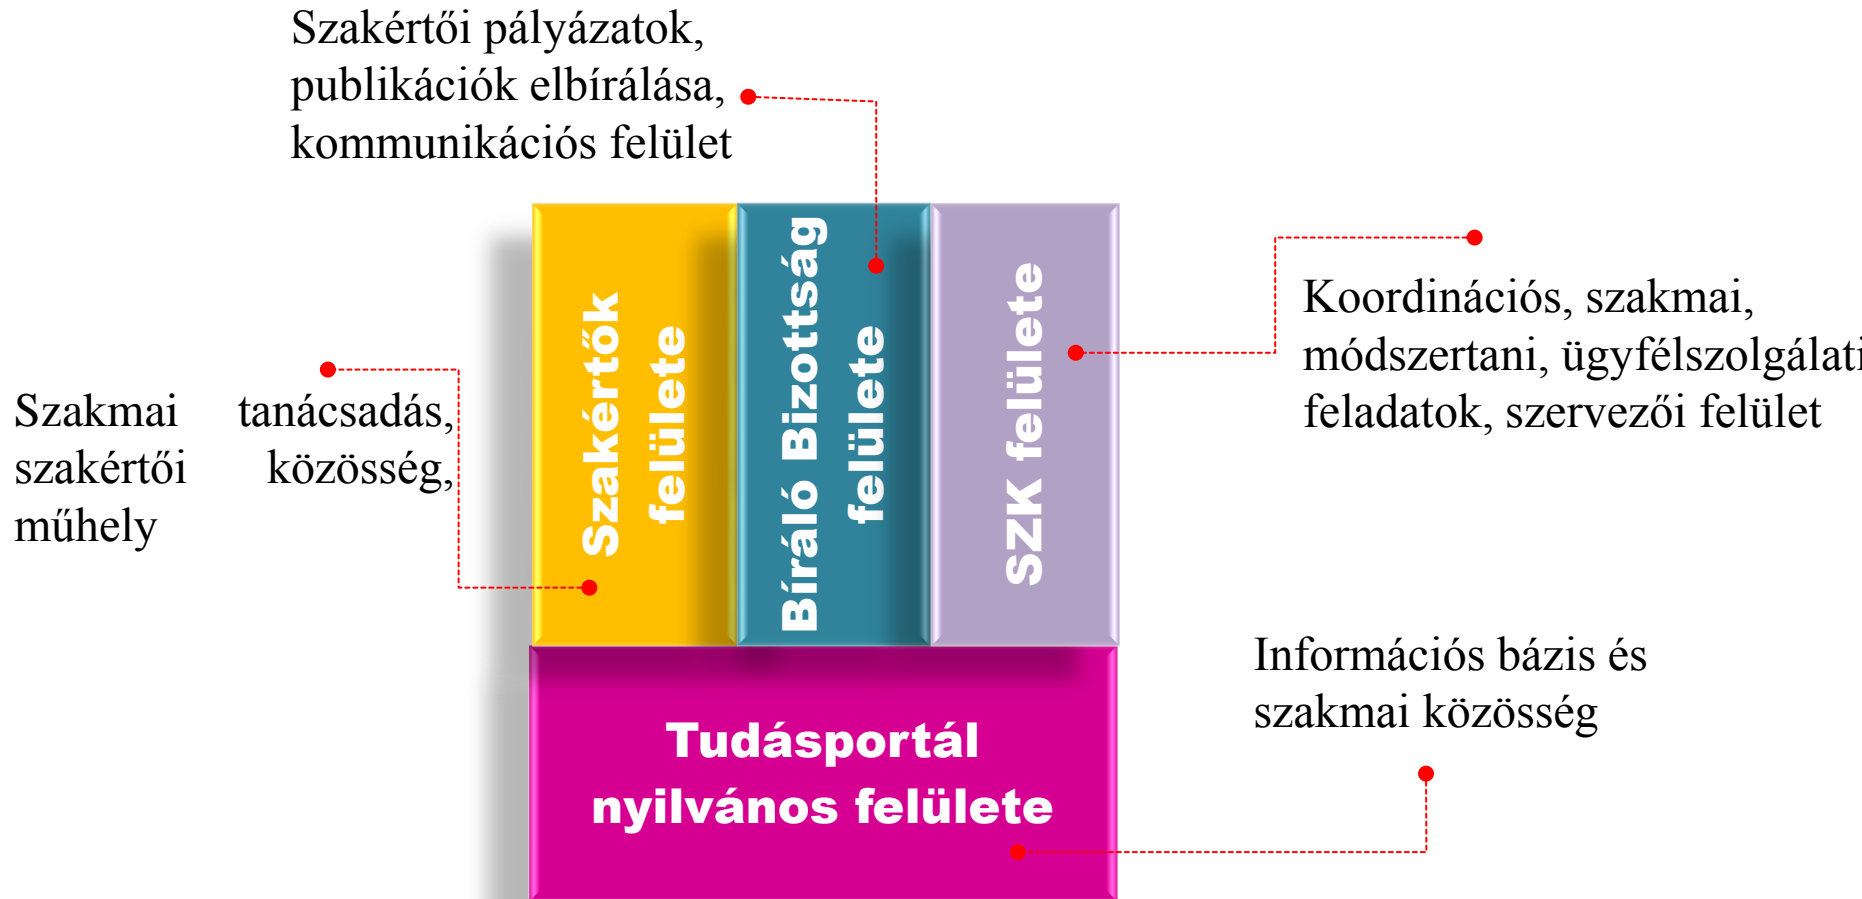 Szakértői pályázatok,
publikációk elbírálása,
kommunikációs felület
Szakmai tanácsadás,
szakértői közösség,
műhely
Szakértők
felülete
Bíráló Bizottság
felülete
SZK felülete
Koordinációs, szakmai,
módszertani, ügyfélszolgálati
feladatok, szervezői felület
Információs bázis és
szakmai közösség
Tudásportál
nyilvános felülete